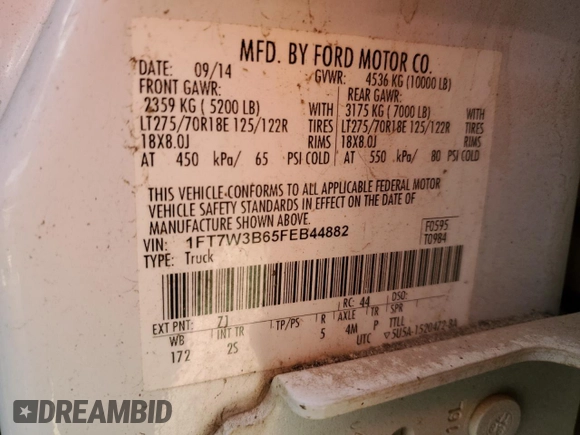 MFD. BY FORD MOTOR CO.
DATE: 09/14 GVWR: 4536 KG (10000 LB)
FRONT GAWR: REAR GAWR:
2359 KG ( 5200 LB) WITH 3175 KG ( 7000 LB) WITH
LT275/70R18E 125/122R TIRES LT275/70R18E 125/122R TIRES
18X8.0J RIMS 18X8.0J RIMS
AT 450 kPa/ 65 PSI COLD AT 550 kPa/ 80 PSI COLD
THIS VEHICLE CONFORMS TO ALL APPLICABLE FEDERAL MOTOR
VEHICLE SAFETY STANDARDS IN EFFECT ON THE DATE OF
MANUFACTURE SHOWN ABOVE.
VIN: 1FT7W3B65FEB44882 F0595
TYPE: Truck T0984
EXT PNT: ZJ RC: 44 DSO:
WB INT TR TP/PS R AXLE TR SPR
172 2S 5 4M P TTLL
UTC
DREAMBID